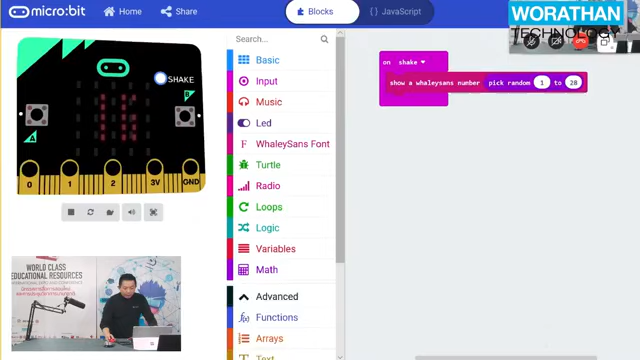 micro:bit
Home
Share
Blocks
{} JavaScript
WORATHAN
TECHNOLOGY
SHAKE
B
A
0
1
2
3V
GND
Search...
Basic
Input
Music
Led
WhaleySans Font
Turtle
Radio
Loops
Logic
Variables
Math
Advanced
Functions
Arrays
Text
on shake
show a whaleysans number pick random 1 to 28
WORLD CLASS
EDUCATIONAL
RESOURCES